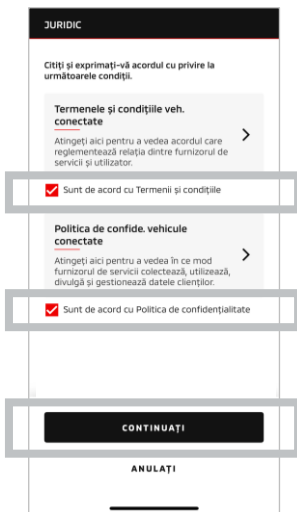 JURIDIC
Citiți și exprimați-vă acordul cu privire la
următoarele condiții.
Termenele și condițiile veh.
conectate
Atingeți aici pentru a vedea acordul care
reglementează relația dintre furnizorul de
servicii și utilizator.
Sunt de acord cu Termenii și condițiile
Politica de confide. vehicule
conectate
Atingeți aici pentru a vedea în ce mod
furnizorul de servicii colectează, utilizează,
divulgă și gestionează datele clienților.
Sunt de acord cu Politica de confidențialitate
CONTINUAȚI
ANULAȚI